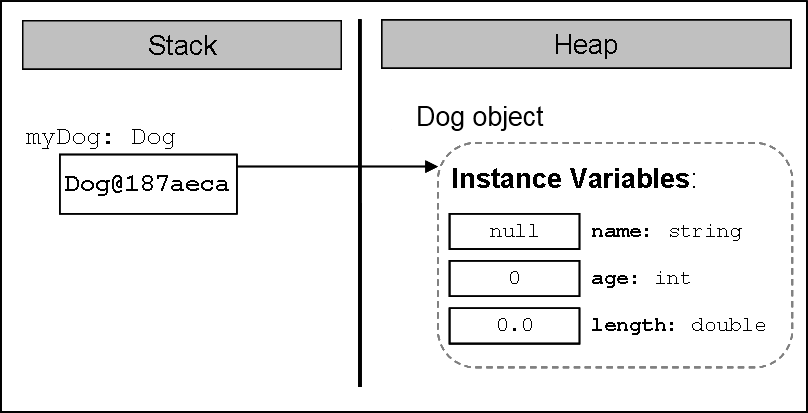 Stack
Heap
myDog: Dog
Dog@187aeca
Dog object
Instance Variables:
null name: string
0 age: int
0.0 length: double